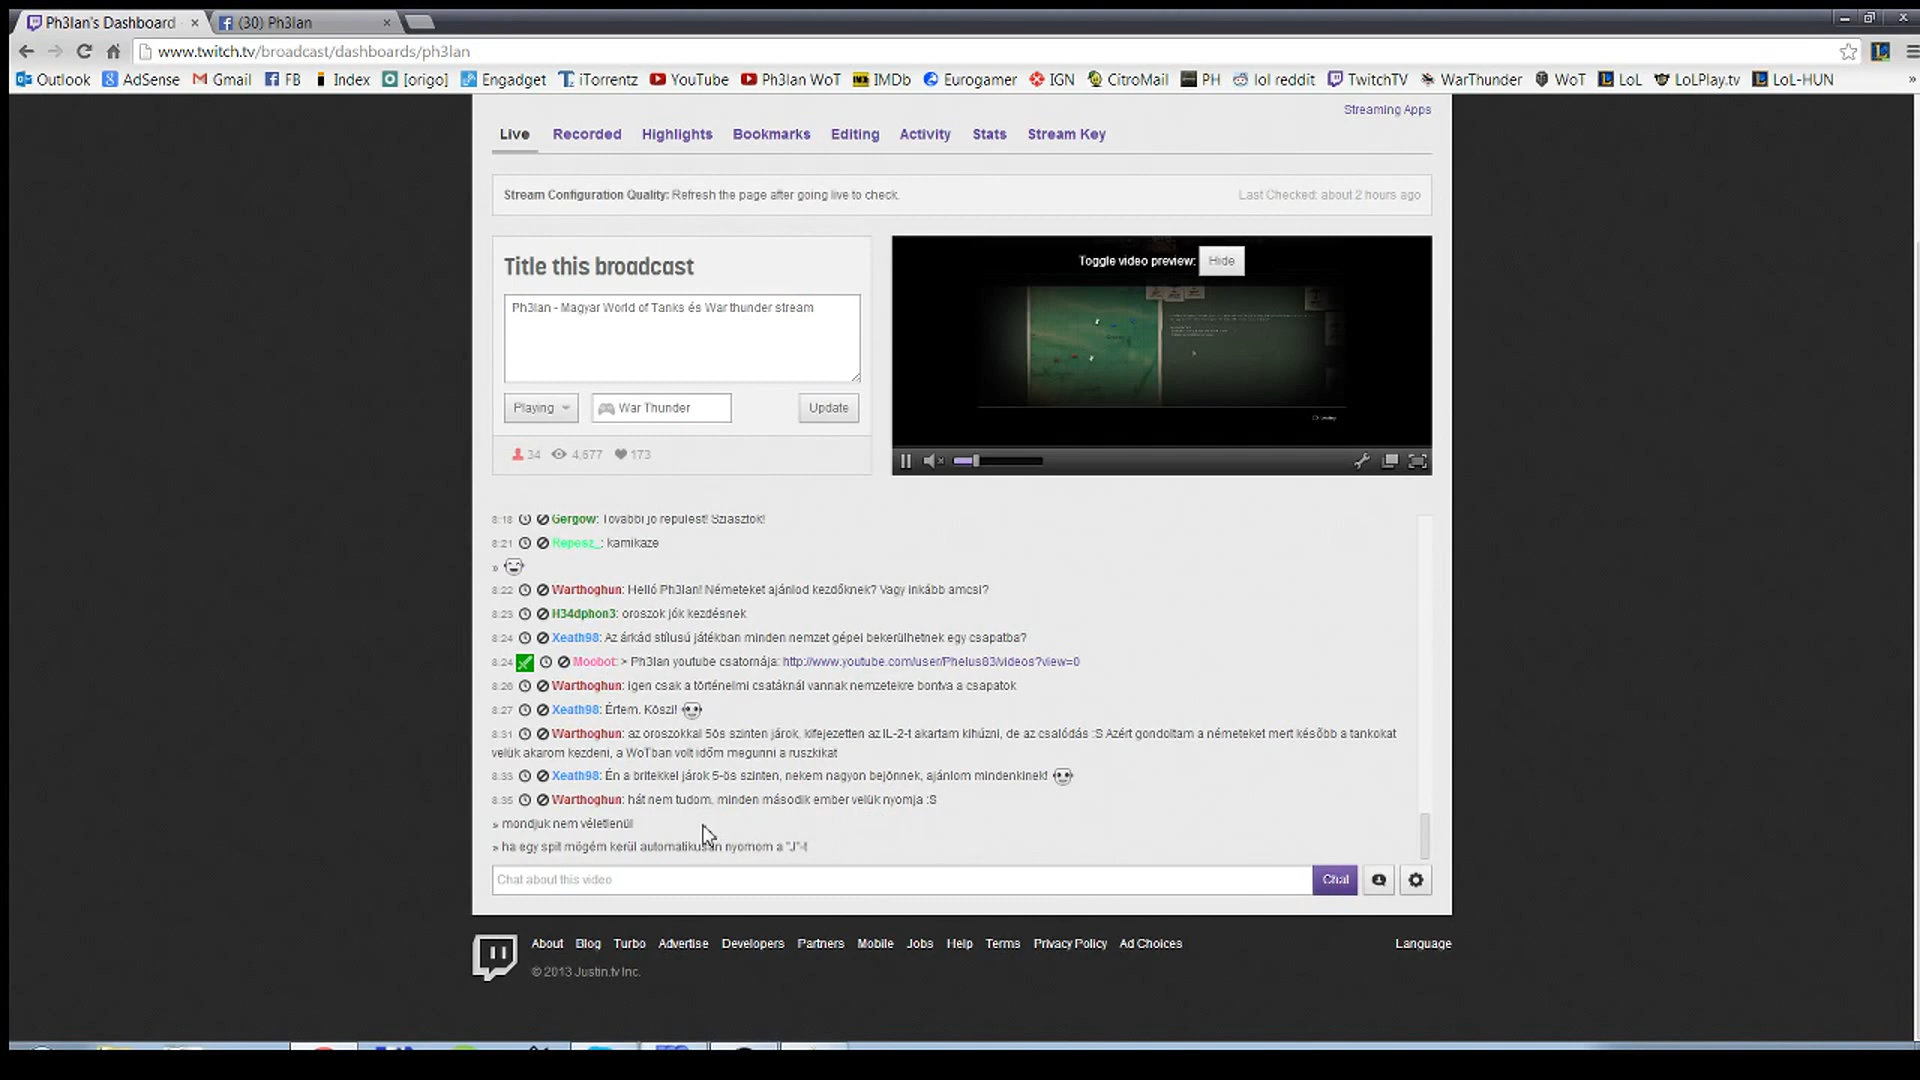 Ph3lan's Dashboard
(30) Ph3lan
www.twitch.tv/broadcast/dashboards/ph3lan
Outlook AdSense Gmail FB Index [origo] Engadget iTorrentz YouTube Ph3lan WoT IMDb Eurogamer IGN CitroMail PH lol reddit TwitchTV WarThunder WoT LoL LoLPlay.tv LoL-HUN »
Streaming Apps
Live Recorded Highlights Bookmarks Editing Activity Stats Stream Key
Stream Configuration Quality: Refresh the page after going live to check.
Last Checked: about 2 hours ago
Title this broadcast
Toggle video preview: Hide
Ph3lan - Magyar World of Tanks és War thunder stream
Playing War Thunder Update
34 4,677 173
8:18 Gergow: További jó repülést! Sziasztok!
8:21 Repesz_: kamikaze
»
8:22 Warthoghun: Helló Ph3lan! Németeket ajánlod kezdőknek? Vagy inkább amcsi?
8:23 H34dphon3: oroszok jók kezdésnek
8:24 Xeath98: Az árkád stílusú játékban minden nemzet gépei bekerülhetnek egy csapatba?
8:24 Moobot: > Ph3lan youtube csatornája: http://www.youtube.com/user/Phelus83/videos?view=0
8:26 Warthoghun: igen csak a történelmi csatáknál vannak nemzetekre bontva a csapatok
8:27 Xeath98: Értem. Köszi!
8:31 Warthoghun: az oroszokkal 5ös szinten járok, kifejezetten az IL-2-t akartam kihúzni, de az csalódás :S Azért gondoltam a németeket mert később a tankokat
velük akarom kezdeni, a WoTban volt időm megunni a ruszkikat
8:33 Xeath98: Én a britekkel járok 5-ös szinten, nekem nagyon bejönnek, ajánlom mindenkinek!
8:35 Warthoghun: hát nem tudom, minden második ember velük nyomja :S
» mondjuk nem véletlenül
» ha egy spit mögém kerül automatikusan nyomom a "J"-t
Chat about this video
Chat
About Blog Turbo Advertise Developers Partners Mobile Jobs Help Terms Privacy Policy Ad Choices
Language
© 2013 Justin.tv Inc.